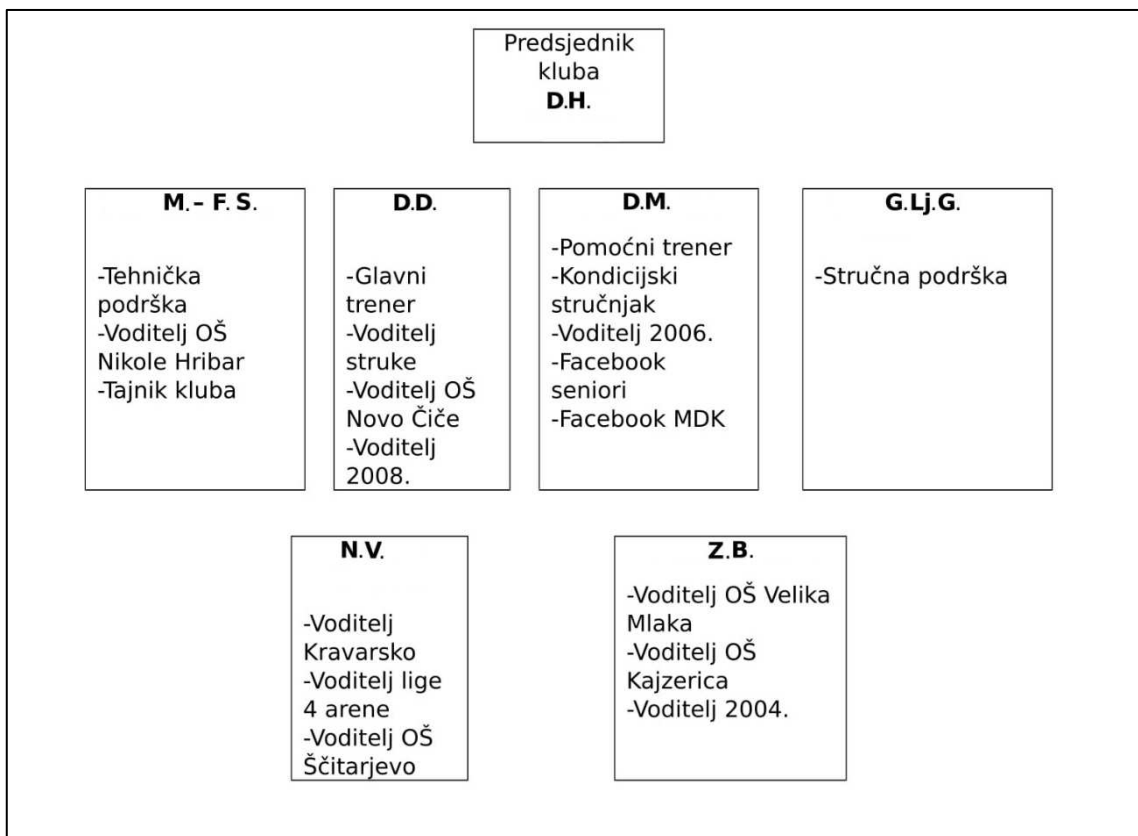 Predsjednik
kluba
D.H.
M. – F. S.
-Tehnička
podrška
-Voditelj OŠ
Nikole Hribar
-Tajnik kluba
D.D.
-Glavni
trener
-Voditelj
struke
-Voditelj OŠ
Novo Čiče
-Voditelj
2008.
D.M.
-Pomoćni trener
-Kondicijski
stručnjak
-Voditelj 2006.
-Facebook
seniori
-Facebook MDK
G.Lj.G.
-Stručna podrška
N.V.
-Voditelj
Kravarsko
-Voditelj lige
4 arene
-Voditelj OŠ
Ščitarjevo
Z.B.
-Voditelj OŠ Velika
Mlaka
-Voditelj OŠ
Kajzerica
-Voditelj 2004.